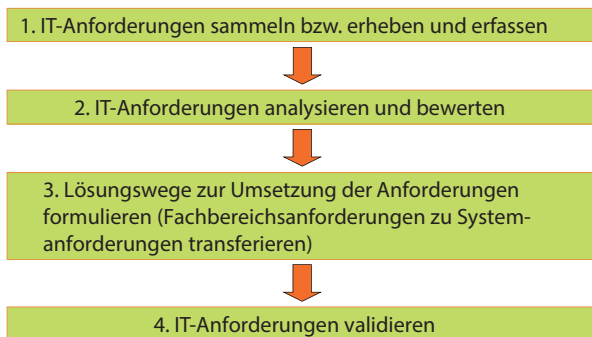 1. IT-Anforderungen sammeln bzw. erheben und erfassen
2. IT-Anforderungen analysieren und bewerten
3. Lösungswege zur Umsetzung der Anforderungen
formulieren (Fachbereichsanforderungen zu System-
anforderungen transferieren)
4. IT-Anforderungen validieren